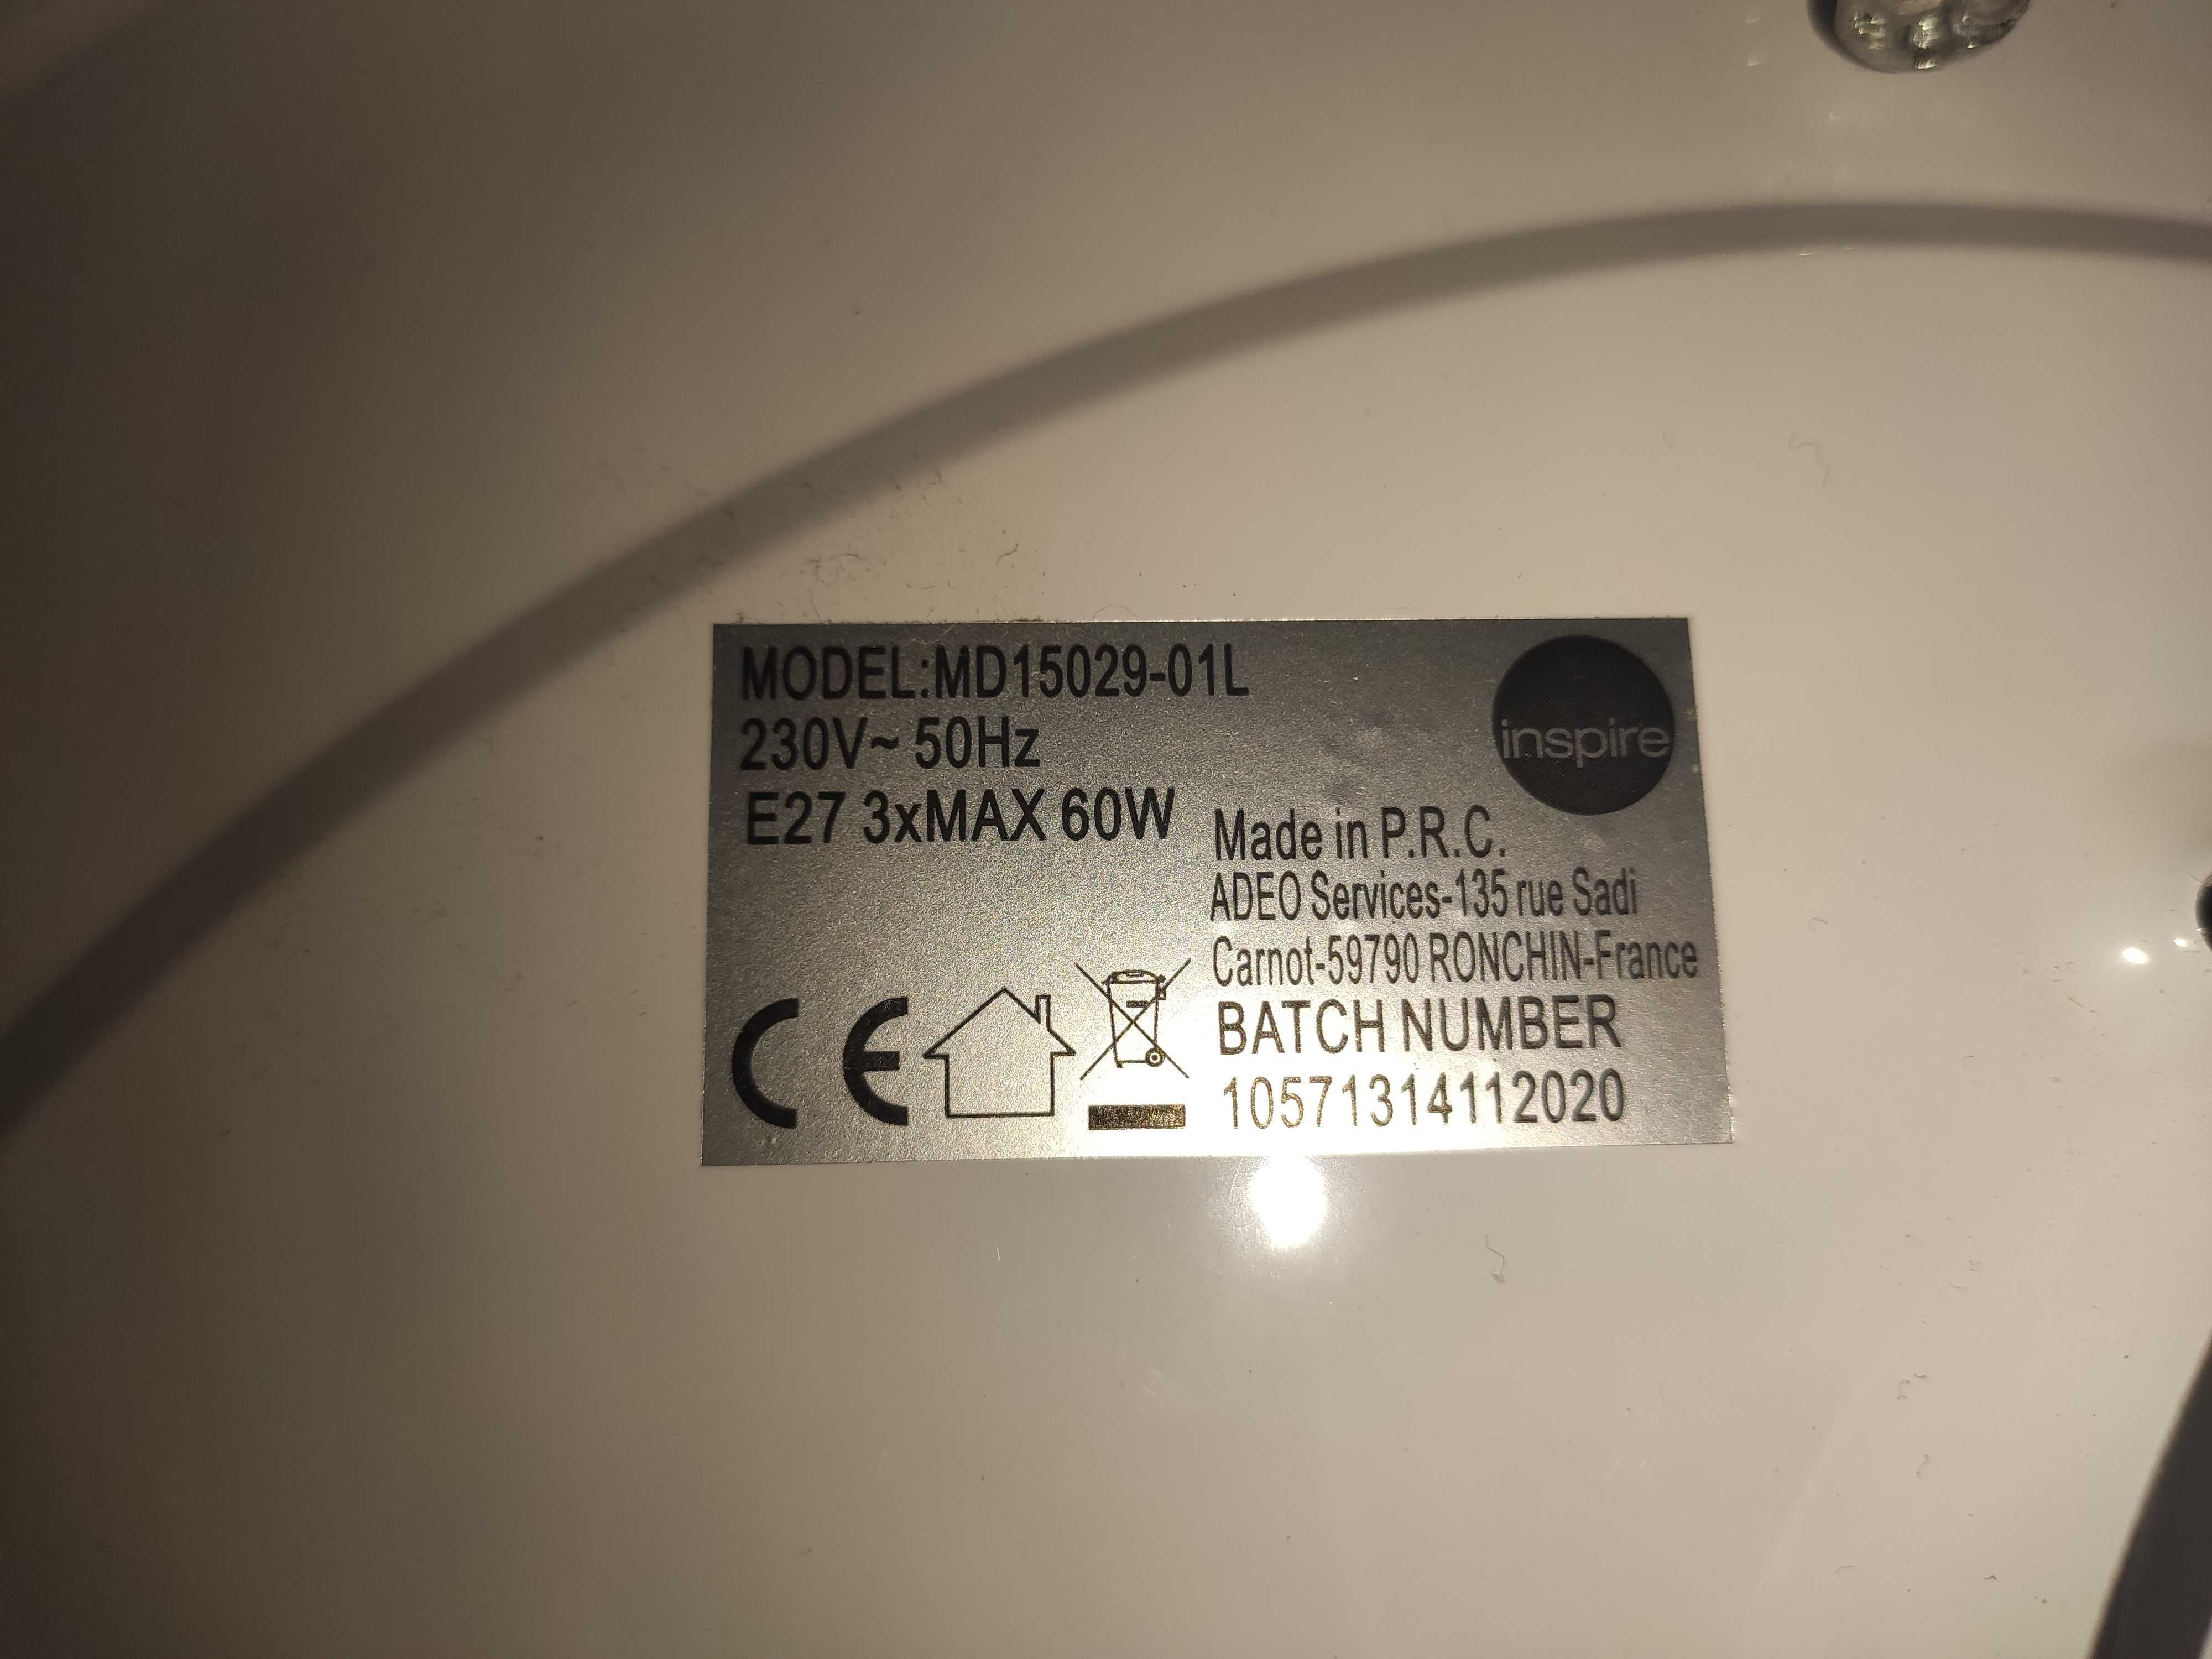 MODEL:MD15029-01L
230V~ 50Hz
E27 3xMAX 60W
inspire
Made in P.R.C.
ADEO Services-135 rue Sadi
Carnot-59790 RONCHIN-France
BATCH NUMBER
10571314112020
CE